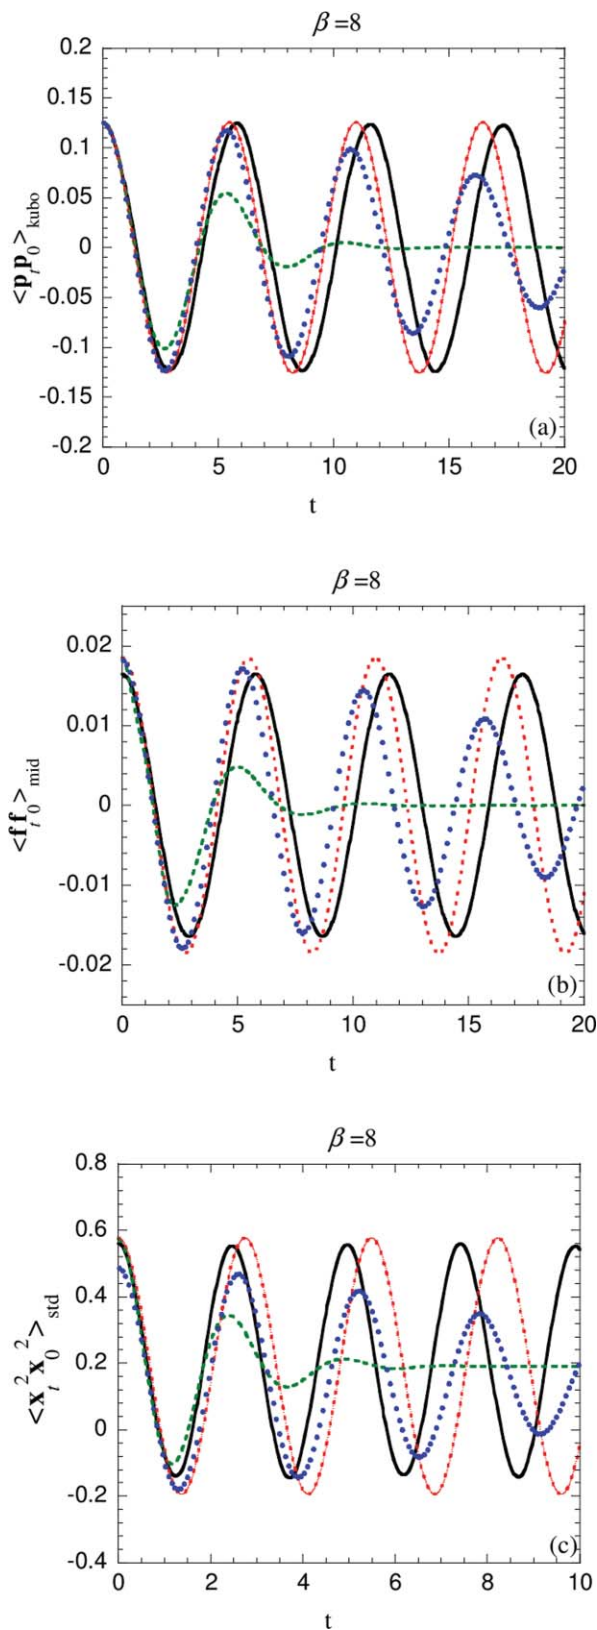 β=8
<p_t p_0>_kubo
0.2
0.15
0.1
0.05
0
-0.05
-0.1
-0.15
-0.2
(a)
0 5 10 15 20
t
β=8
<f_t f_0>_mid
0.02
0.01
0
-0.01
-0.02
(b)
0 5 10 15 20
t
β=8
<x_t^2 x_0^2>_std
0.8
0.6
0.4
0.2
0
-0.2
-0.4
(c)
0 2 4 6 8 10
t